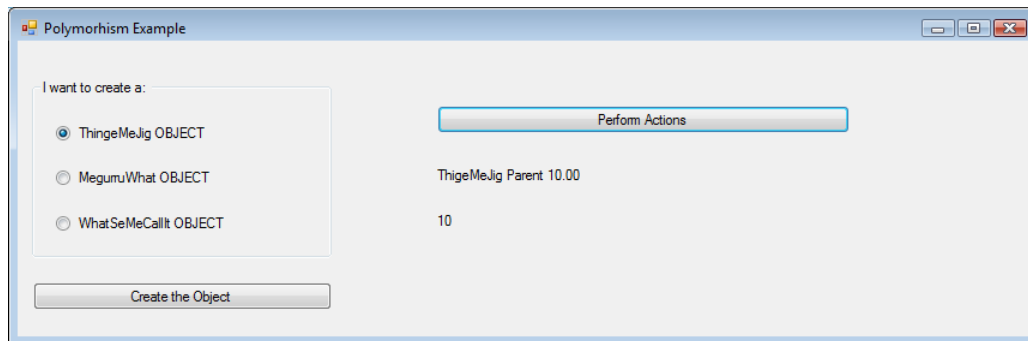 Polymorhism Example
I want to create a:
ThingeMeJig OBJECT
MegurruWhat OBJECT
WhatSeMeCallIt OBJECT
Create the Object
Perform Actions
ThigeMeJig Parent 10.00
10